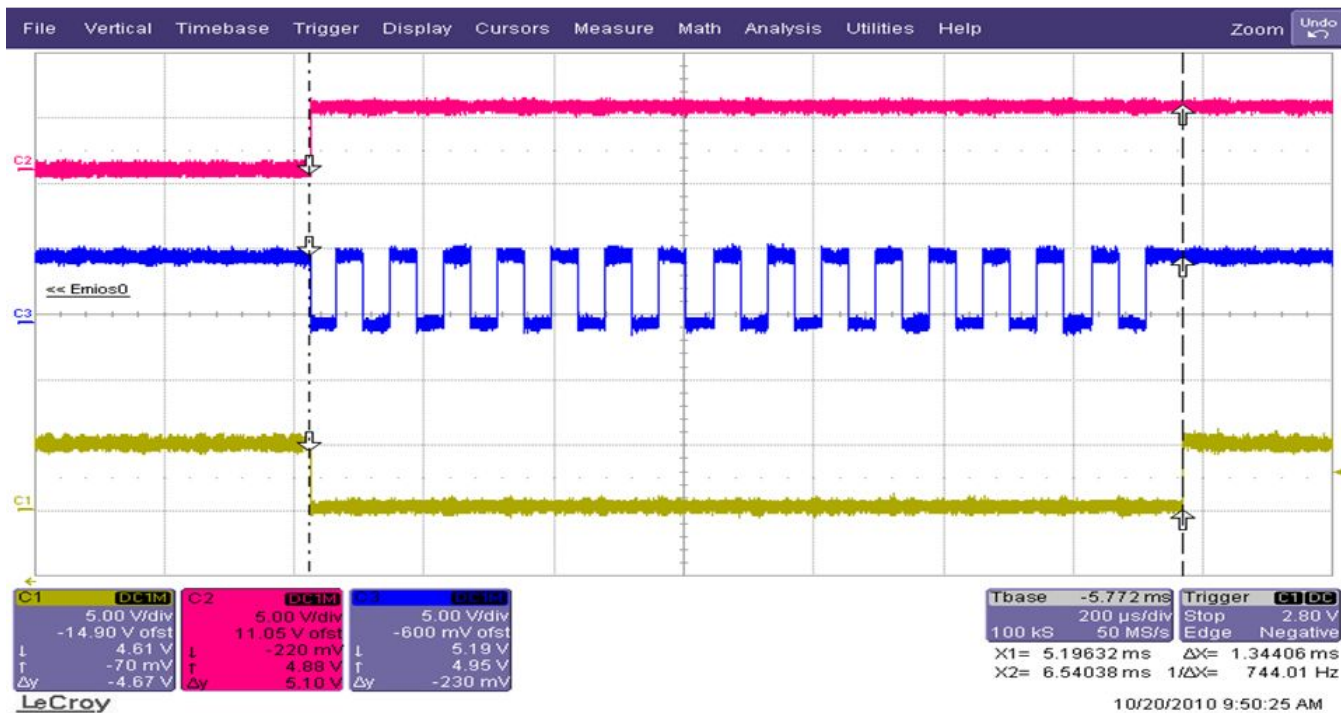 File Vertical Timebase Trigger Display Cursors Measure Math Analysis Utilities Help Zoom Undo
C2
<< Emios0
C3
C1
C1 DC1M
5.00 V/div
-14.90 V ofst
↓ 4.61 V
↑ -70 mV
Δy -4.67 V
C2 DC1M
5.00 V/div
11.05 V ofst
↓ -220 mV
↑ 4.88 V
Δy 5.10 V
C3 DC1M
5.00 V/div
-600 mV ofst
↓ 5.19 V
↑ 4.95 V
Δy -230 mV
Tbase -5.772 ms
200 µs/div
100 kS 50 MS/s
Trigger C1 DC
Stop 2.80 V
Edge Negative
X1= 5.19632 ms ΔX= 1.34406 ms
X2= 6.54038 ms 1/ΔX= 744.01 Hz
LeCroy
10/20/2010 9:50:25 AM